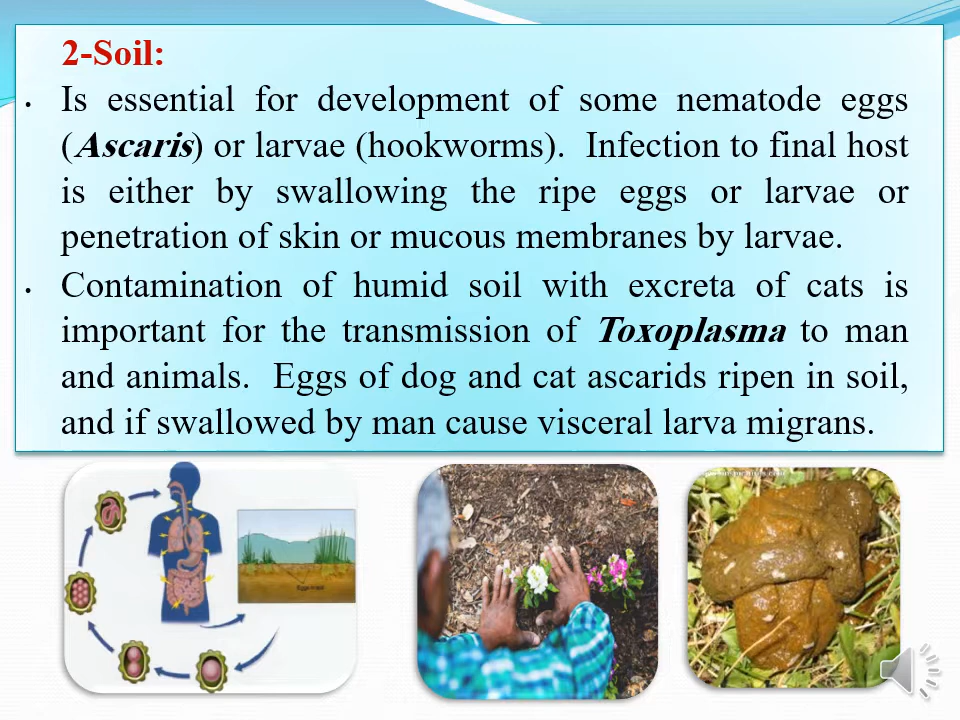 2-Soil:
• Is essential for development of some nematode eggs
(Ascaris) or larvae (hookworms). Infection to final host
is either by swallowing the ripe eggs or larvae or
penetration of skin or mucous membranes by larvae.
• Contamination of humid soil with excreta of cats is
important for the transmission of Toxoplasma to man
and animals. Eggs of dog and cat ascarids ripen in soil,
and if swallowed by man cause visceral larva migrans.